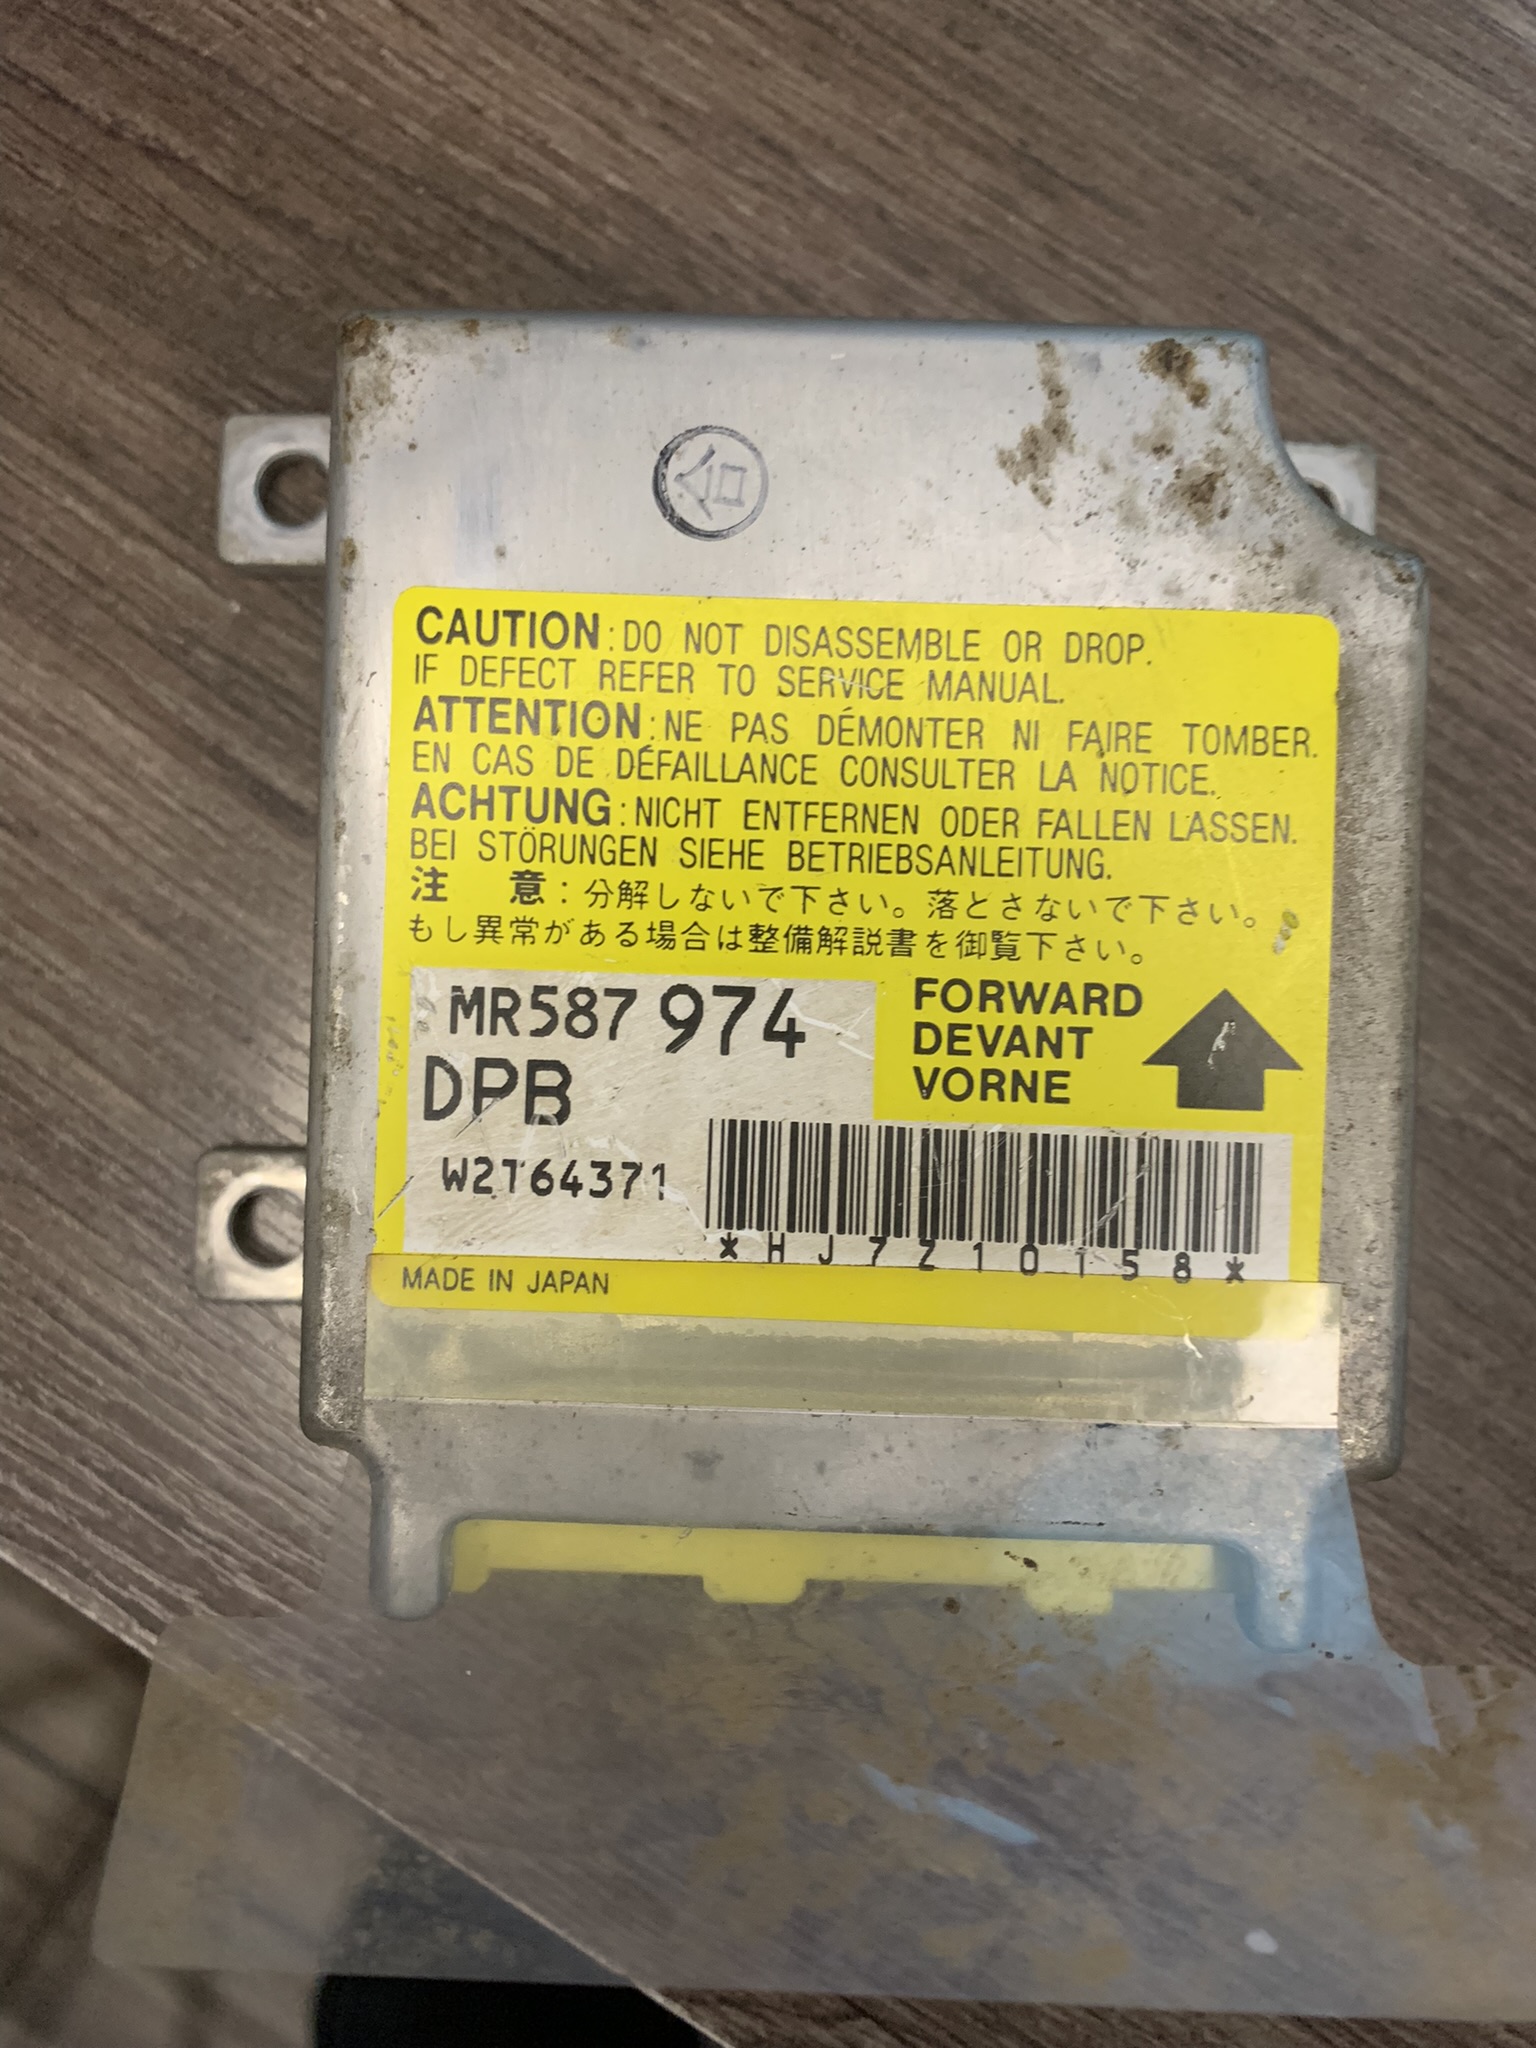 合
CAUTION : DO NOT DISASSEMBLE OR DROP.
IF DEFECT REFER TO SERVICE MANUAL.
ATTENTION : NE PAS DÉMONTER NI FAIRE TOMBER.
EN CAS DE DÉFAILLANCE CONSULTER LA NOTICE.
ACHTUNG : NICHT ENTFERNEN ODER FALLEN LASSEN.
BEI STÖRUNGEN SIEHE BETRIEBSANLEITUNG.
注 意 : 分解しないで下さい。落とさないで下さい。
もし異常がある場合は整備解説書を御覧下さい。
MR587 974
DPB
W2T64371
FORWARD
DEVANT
VORNE
*HJ7Z10158*
MADE IN JAPAN